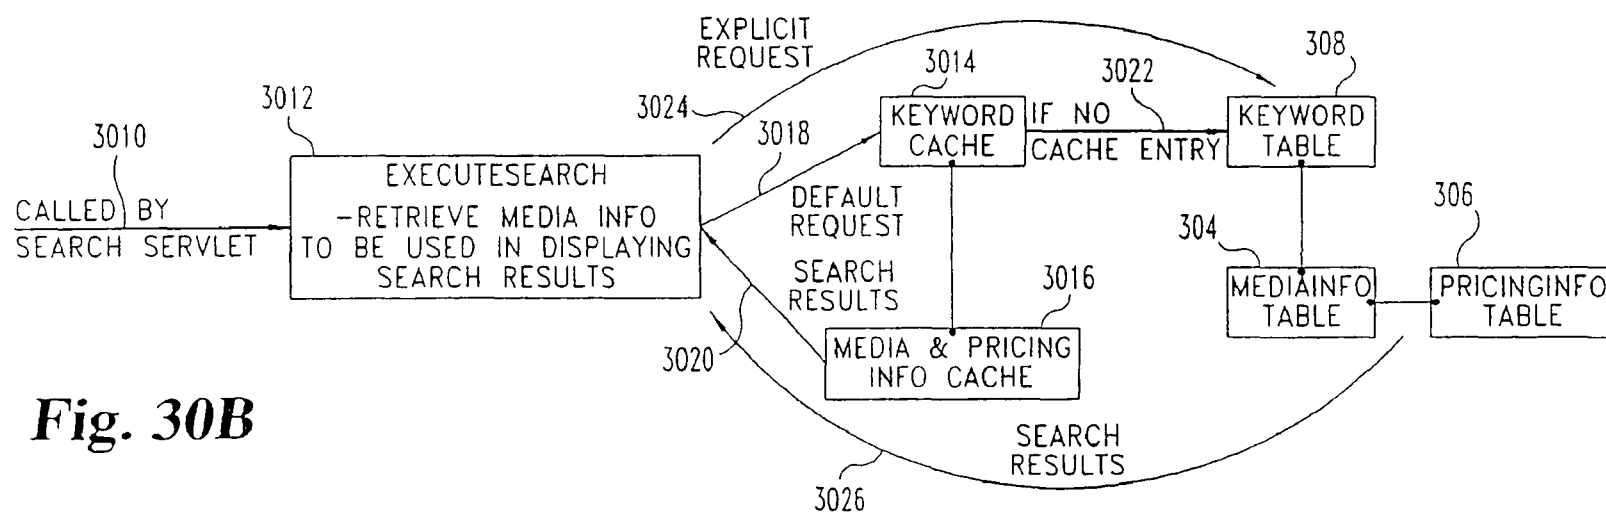 EXPLICIT
REQUEST
3024
3014
3022
308
3012
KEYWORD
CACHE
IF NO
CACHE ENTRY
KEYWORD
TABLE
3010
CALLED BY
SEARCH SERVLET
EXECUTESEARCH
-RETRIEVE MEDIA INFO
TO BE USED IN DISPLAYING
SEARCH RESULTS
3018
DEFAULT
REQUEST
SEARCH
RESULTS
3020
3016
MEDIA & PRICING
INFO CACHE
304
MEDIAINFO
TABLE
306
PRICINGINFO
TABLE
SEARCH
RESULTS
3026
Fig. 30B